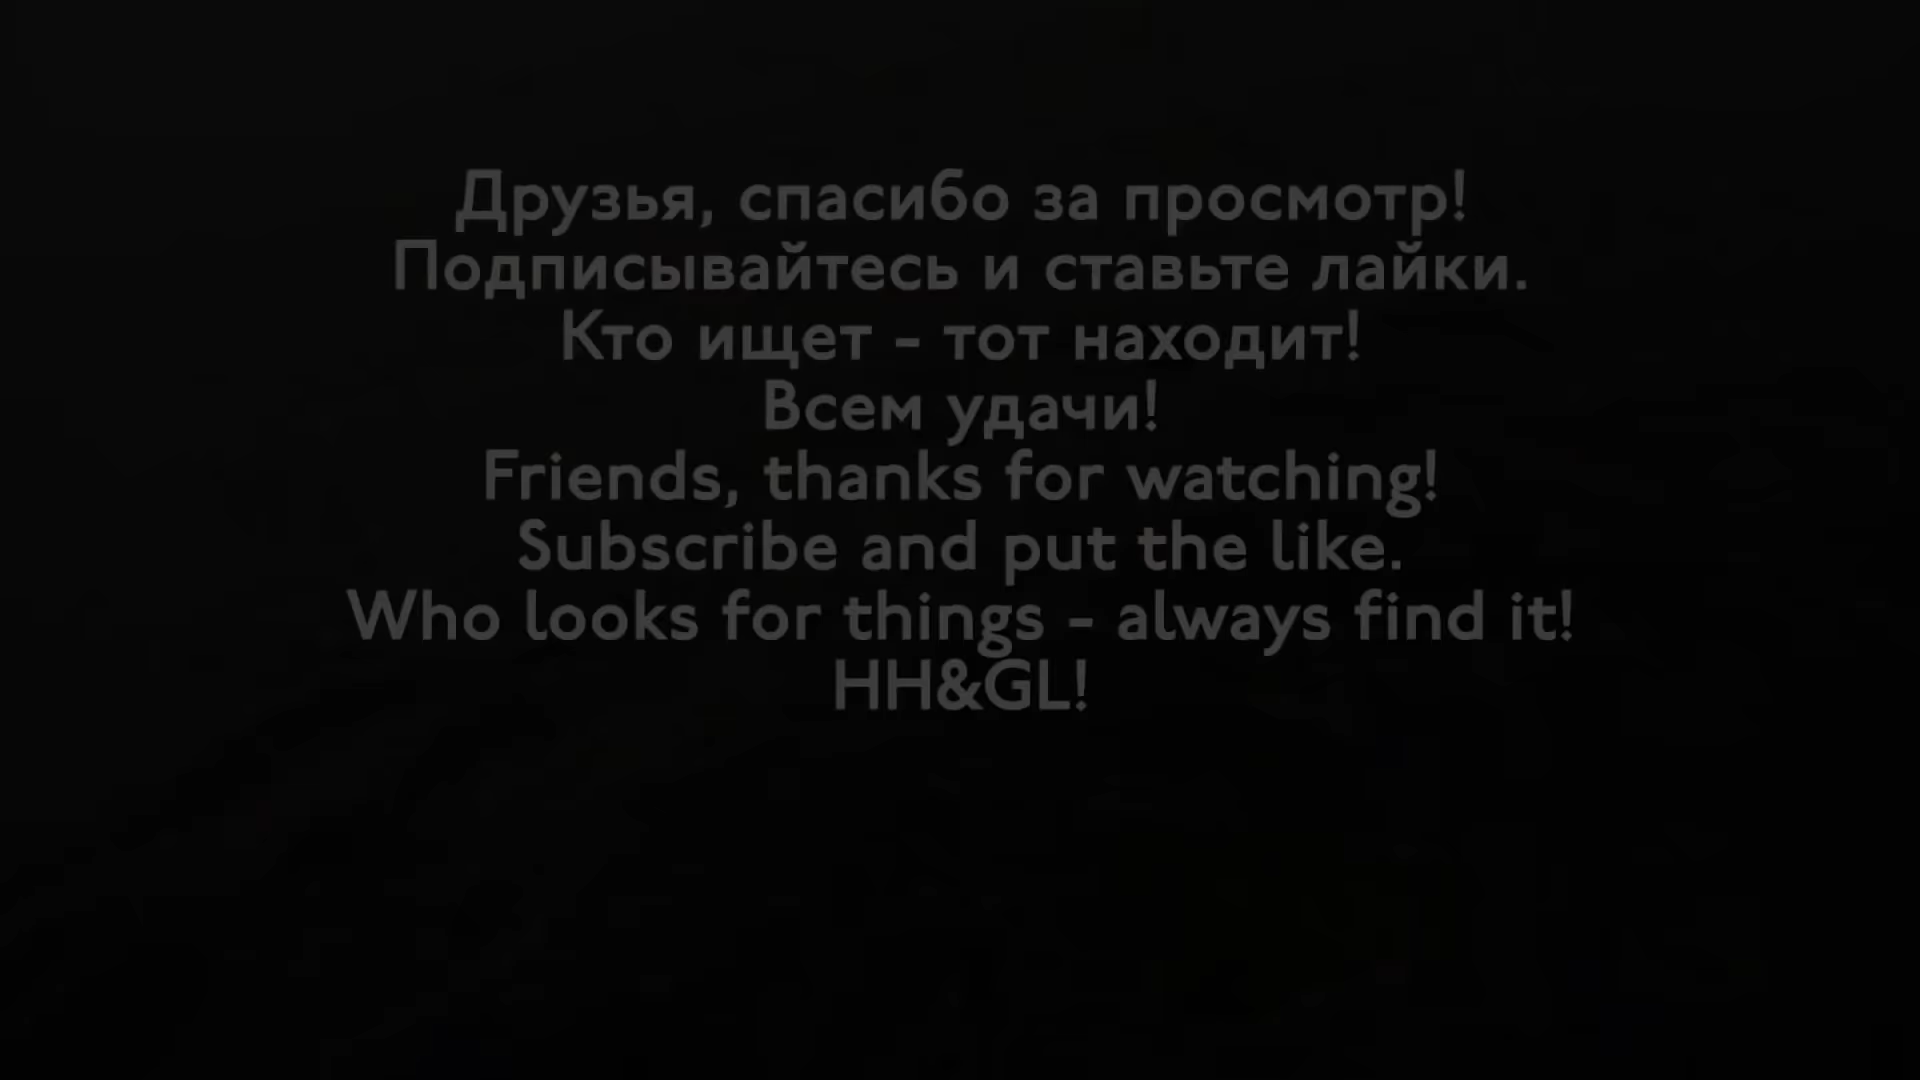 Друзья, спасибо за просмотр!
Подписывайтесь и ставьте лайки.
Кто ищет - тот находит!
Всем удачи!
Friends, thanks for watching!
Subscribe and put the like.
Who looks for things - always find it!
HH&GL!